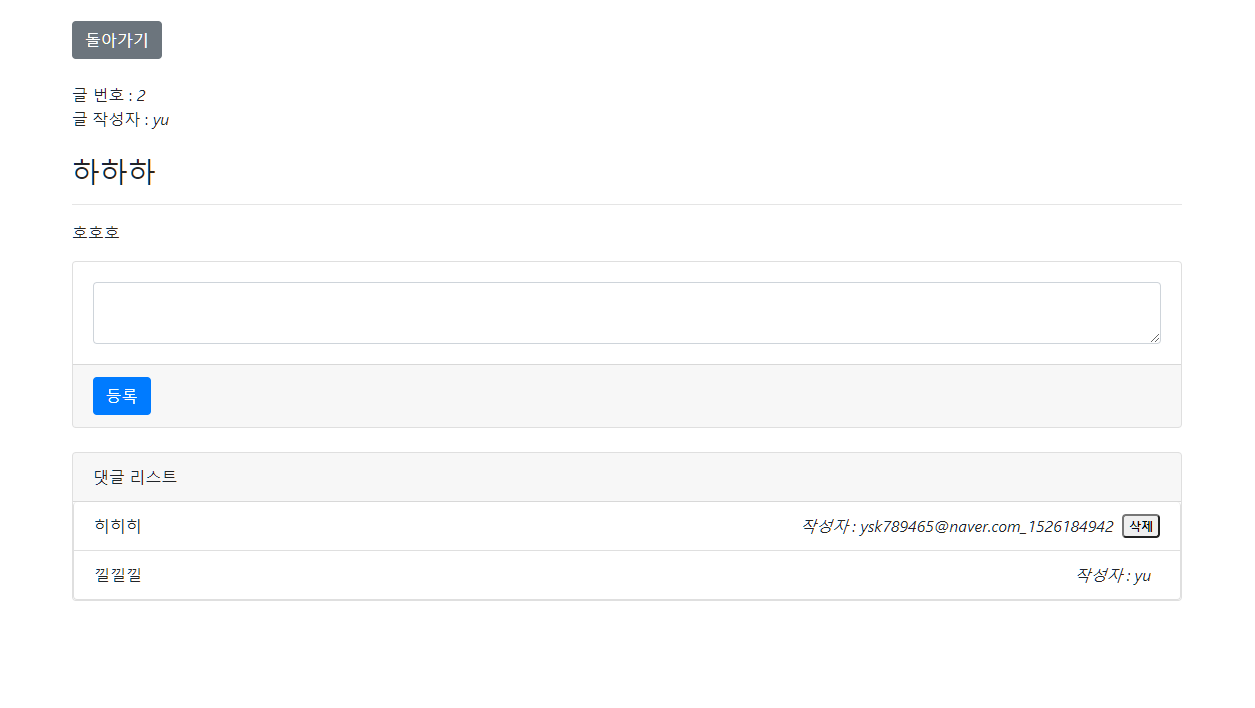 돌아가기
글 번호 : 2
글 작성자 : yu
하하하
호호호
등록
댓글 리스트
히히히 작성자 : ysk789465@naver.com_1526184942 삭제
낄낄낄 작성자 : yu